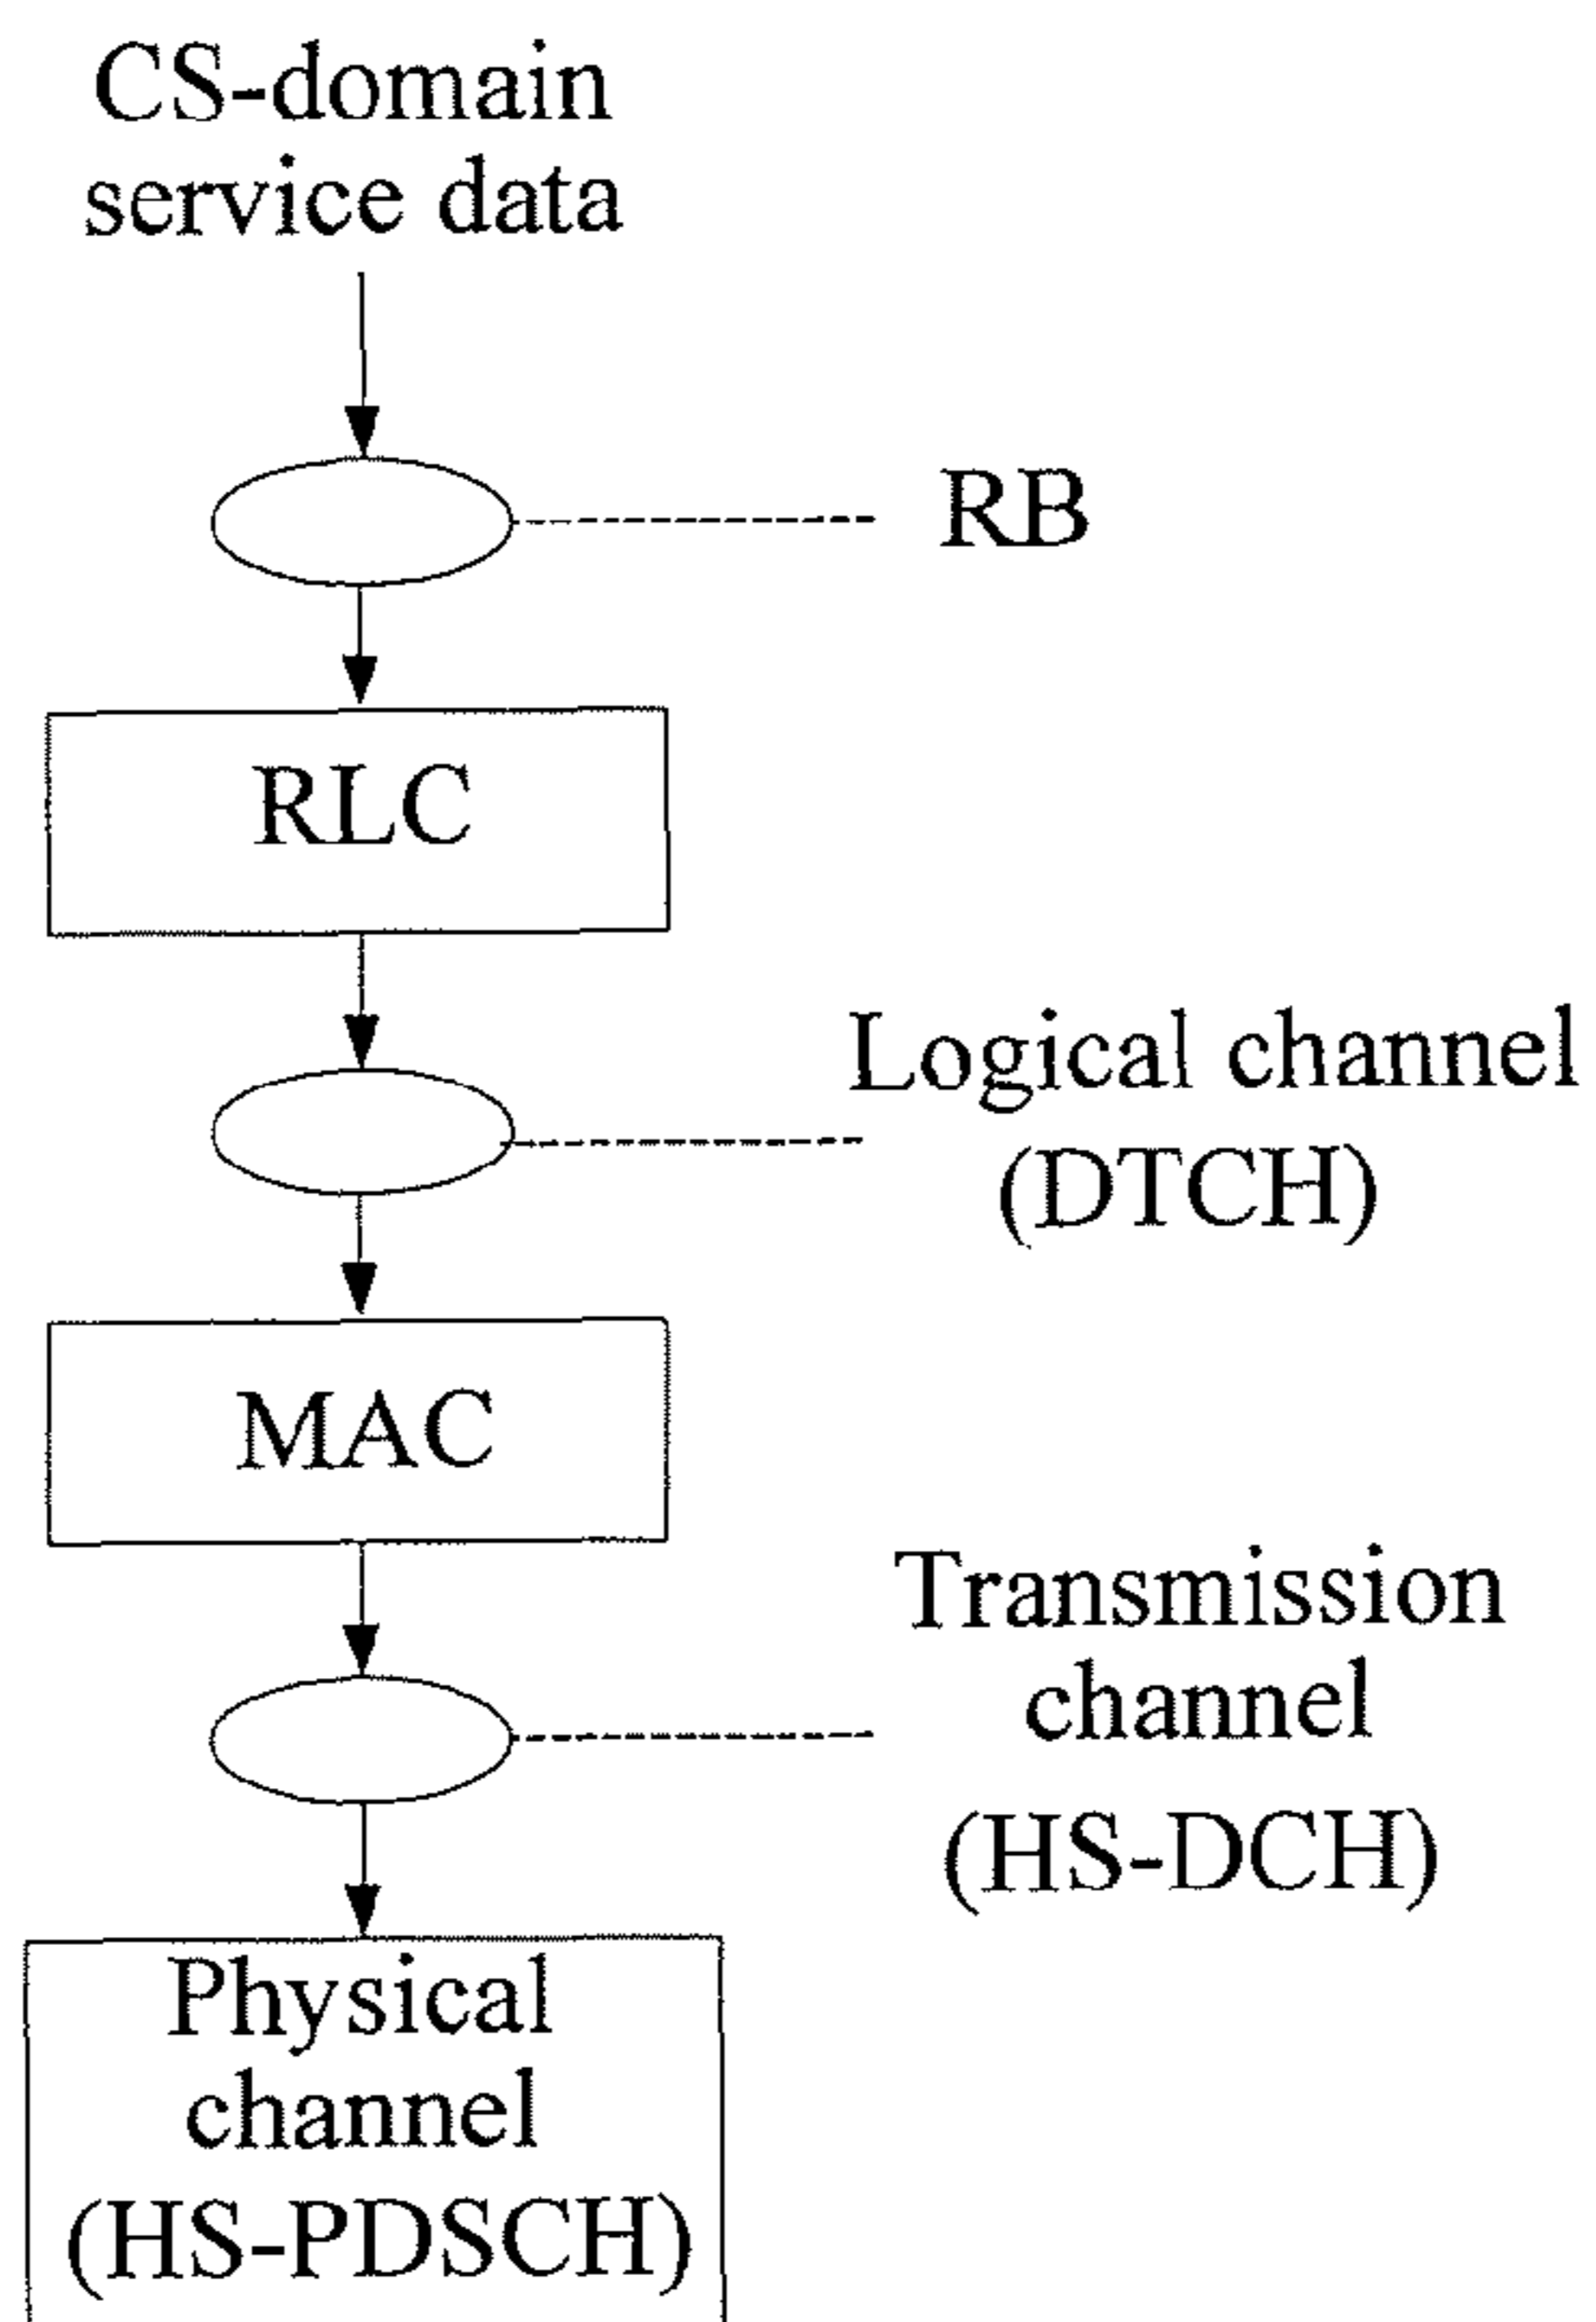 CS-domain
service data
RB
RLC
Logical channel
(DTCH)
MAC
Transmission
channel
(HS-DCH)
Physical
channel
(HS-PDSCH)